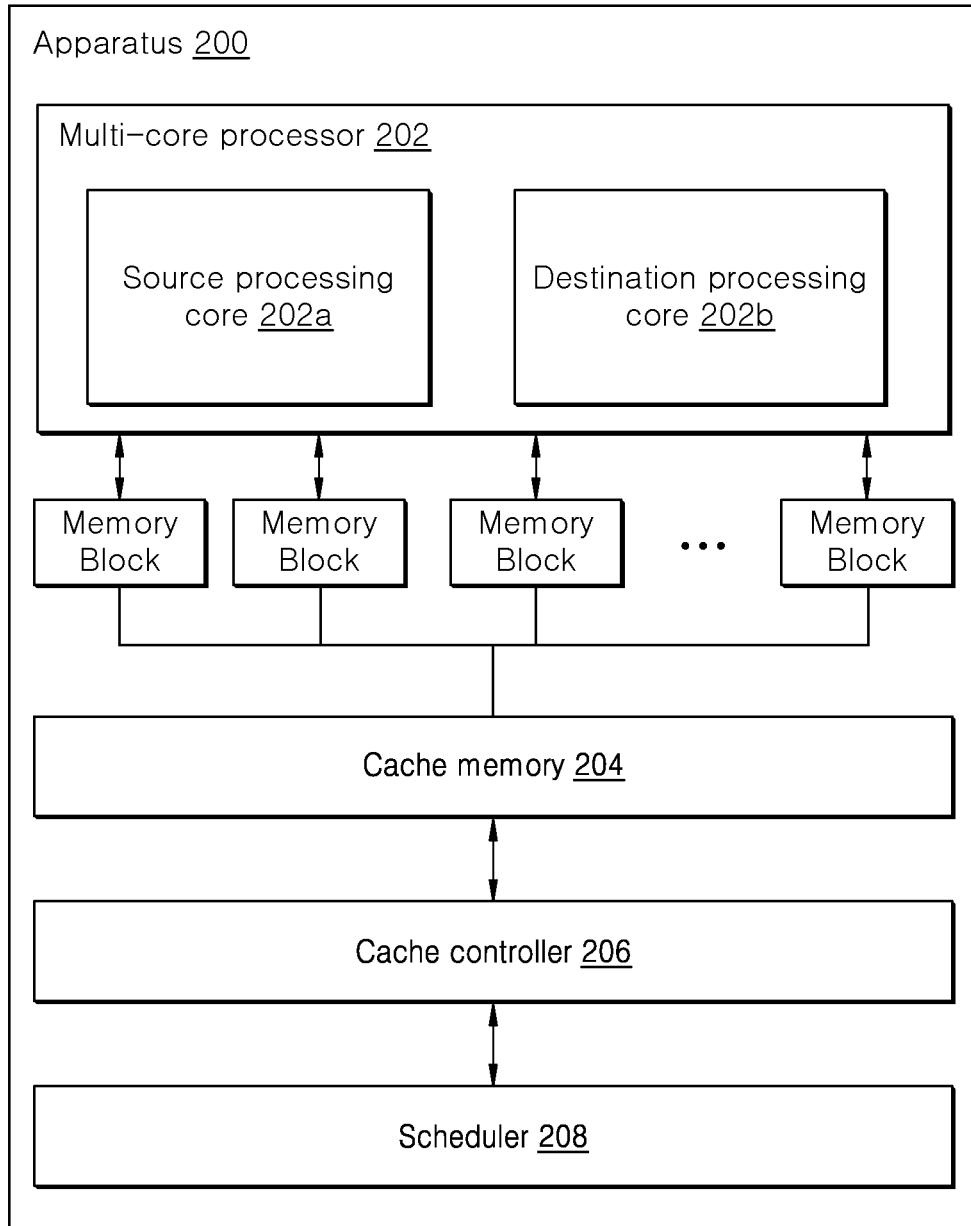 Apparatus 200
Multi-core processor 202
Source processing
core 202a
Destination processing
core 202b
Memory
Block
Memory
Block
Memory
Block
...
Memory
Block
Cache memory 204
Cache controller 206
Scheduler 208